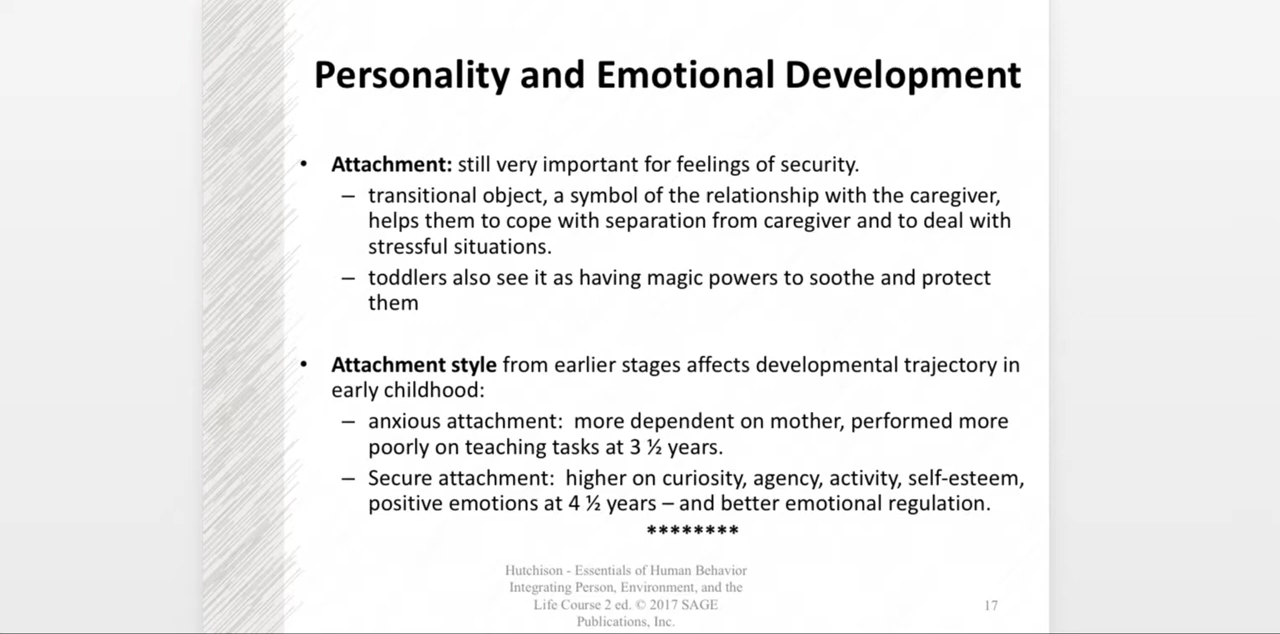 Personality and Emotional Development
• Attachment: still very important for feelings of security.
– transitional object, a symbol of the relationship with the caregiver,
helps them to cope with separation from caregiver and to deal with
stressful situations.
– toddlers also see it as having magic powers to soothe and protect
them
• Attachment style from earlier stages affects developmental trajectory in
early childhood:
– anxious attachment:  more dependent on mother, performed more
poorly on teaching tasks at 3 ½ years.
– Secure attachment:  higher on curiosity, agency, activity, self-esteem,
positive emotions at 4 ½ years – and better emotional regulation.
********
Hutchison - Essentials of Human Behavior
Integrating Person, Environment, and the
Life Course 2 ed. © 2017 SAGE
Publications, Inc.
17